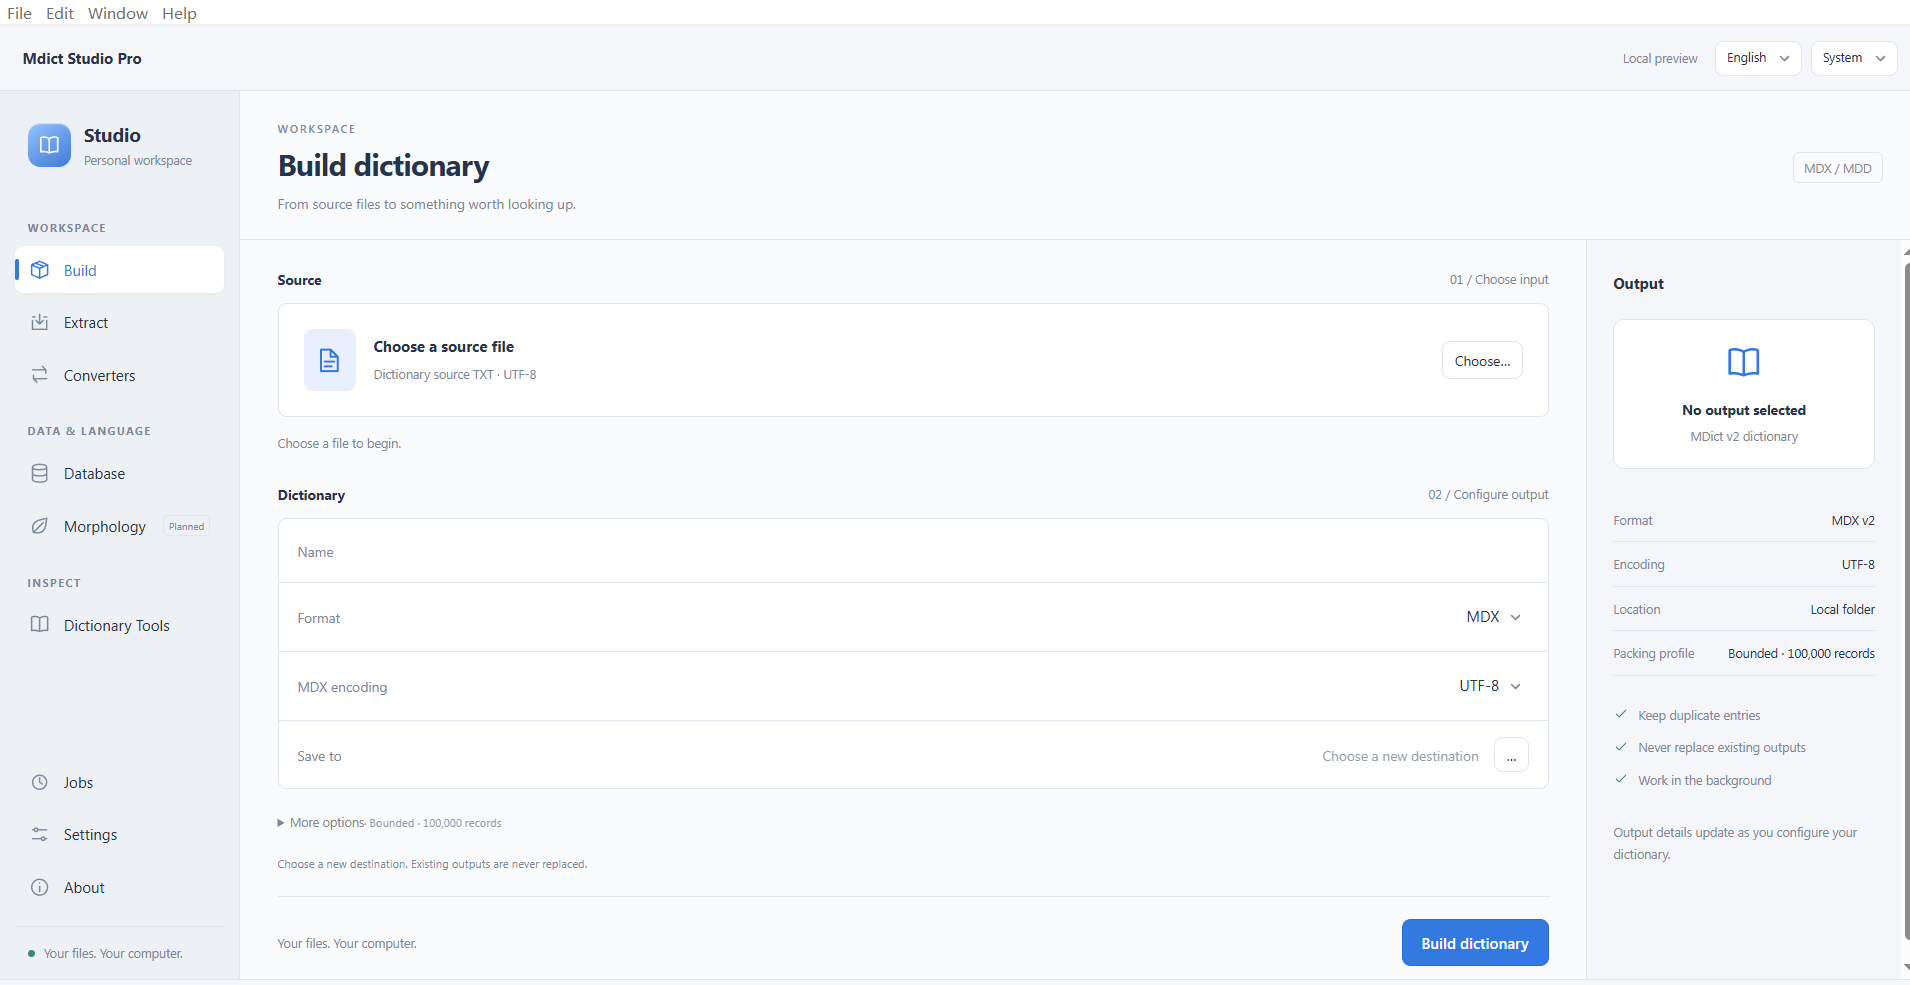 File Edit Window Help
Mdict Studio Pro
Local preview
English
System
Studio
Personal workspace
WORKSPACE
Build
Extract
Converters
DATA & LANGUAGE
Database
Morphology Planned
INSPECT
Dictionary Tools
Jobs
Settings
About
Your files. Your computer.
WORKSPACE
Build dictionary
From source files to something worth looking up.
MDX / MDD
Source
01 / Choose input
Choose a source file
Dictionary source TXT · UTF-8
Choose...
Choose a file to begin.
Dictionary
02 / Configure output
Name
Format
MDX
MDX encoding
UTF-8
Save to
Choose a new destination
...
More options · Bounded · 100,000 records
Choose a new destination. Existing outputs are never replaced.
Your files. Your computer.
Build dictionary
Output
No output selected
MDict v2 dictionary
Format MDX v2
Encoding UTF-8
Location Local folder
Packing profile Bounded · 100,000 records
Keep duplicate entries
Never replace existing outputs
Work in the background
Output details update as you configure your
dictionary.